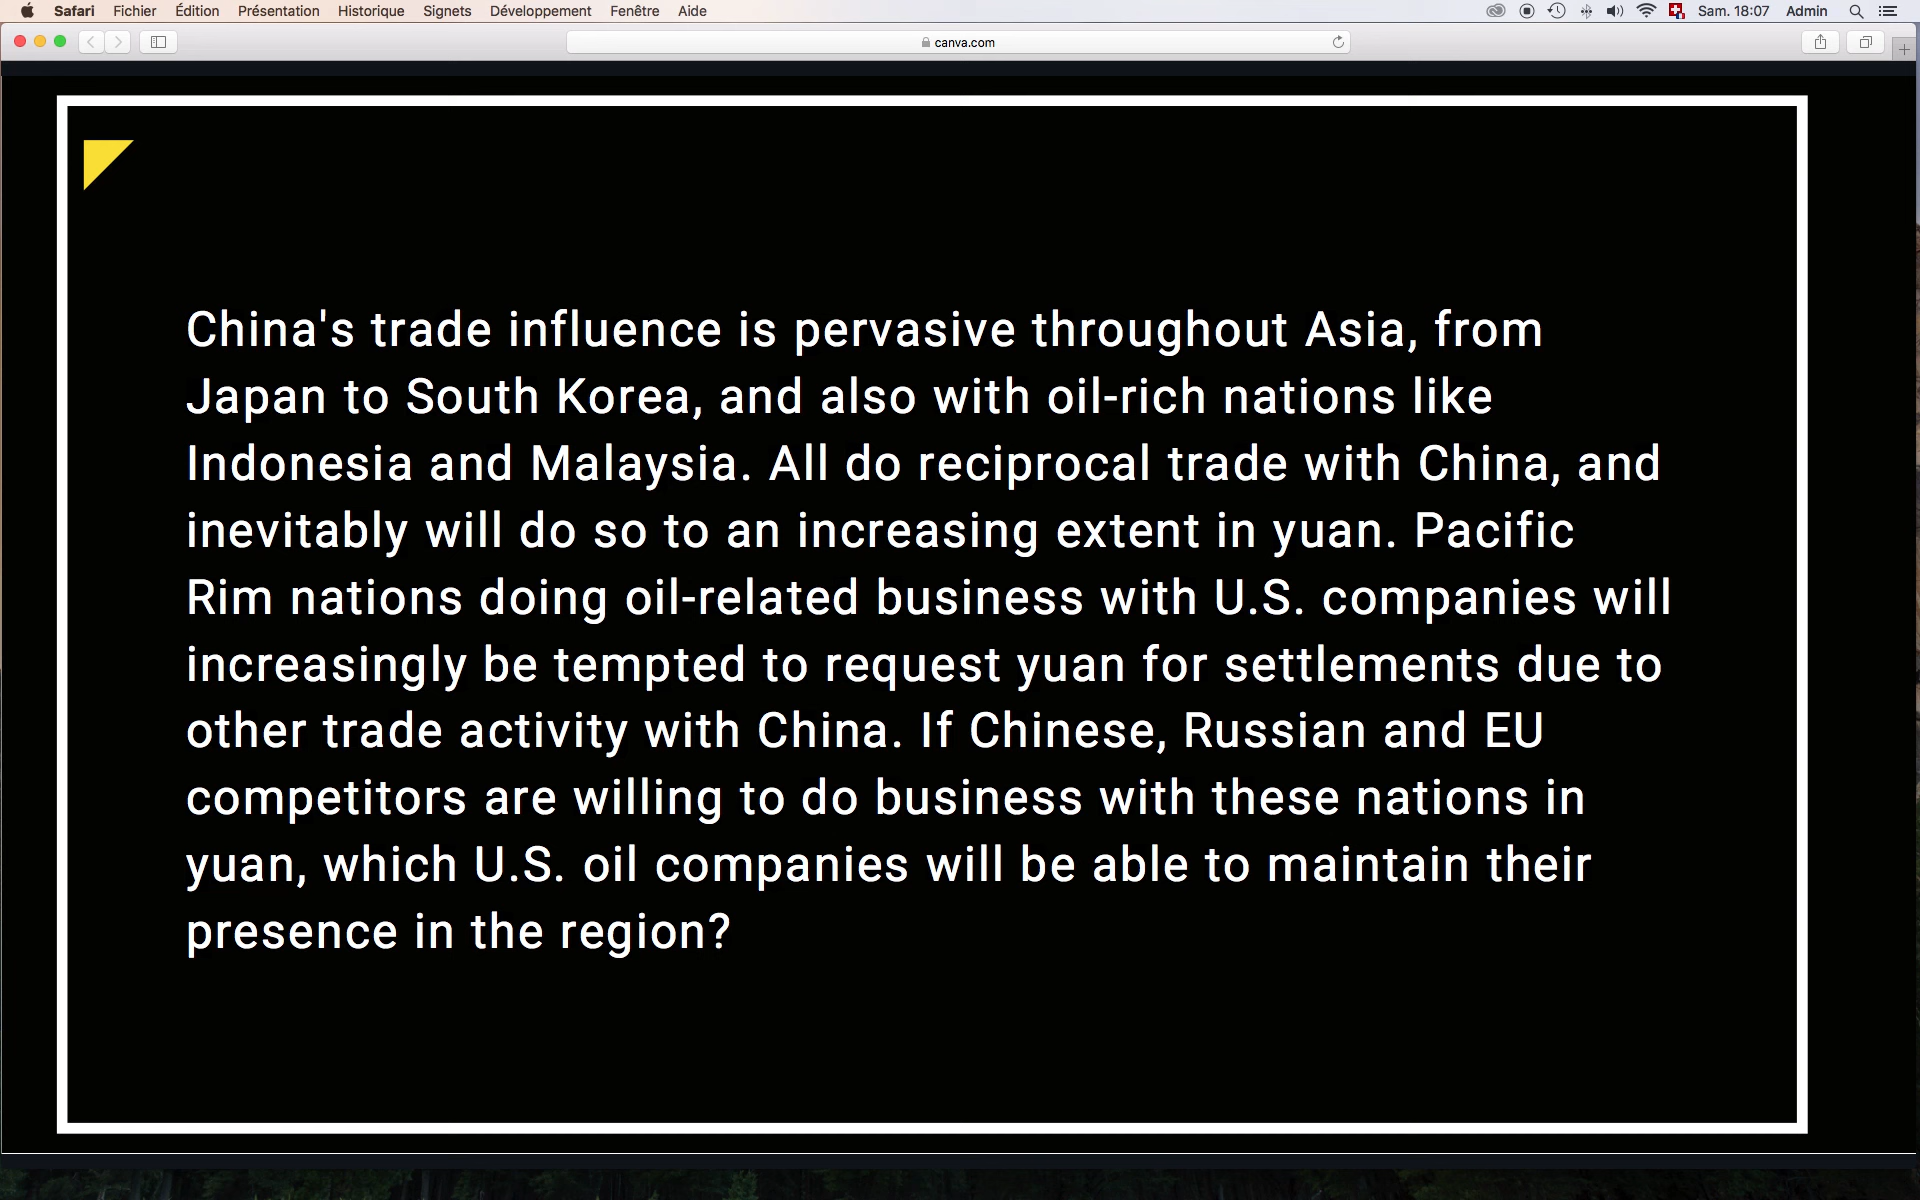 Safari Fichier Édition Présentation Historique Signets Développement Fenêtre Aide Sam. 18:07 Admin
canva.com
China's trade influence is pervasive throughout Asia, from
Japan to South Korea, and also with oil-rich nations like
Indonesia and Malaysia. All do reciprocal trade with China, and
inevitably will do so to an increasing extent in yuan. Pacific
Rim nations doing oil-related business with U.S. companies will
increasingly be tempted to request yuan for settlements due to
other trade activity with China. If Chinese, Russian and EU
competitors are willing to do business with these nations in
yuan, which U.S. oil companies will be able to maintain their
presence in the region?